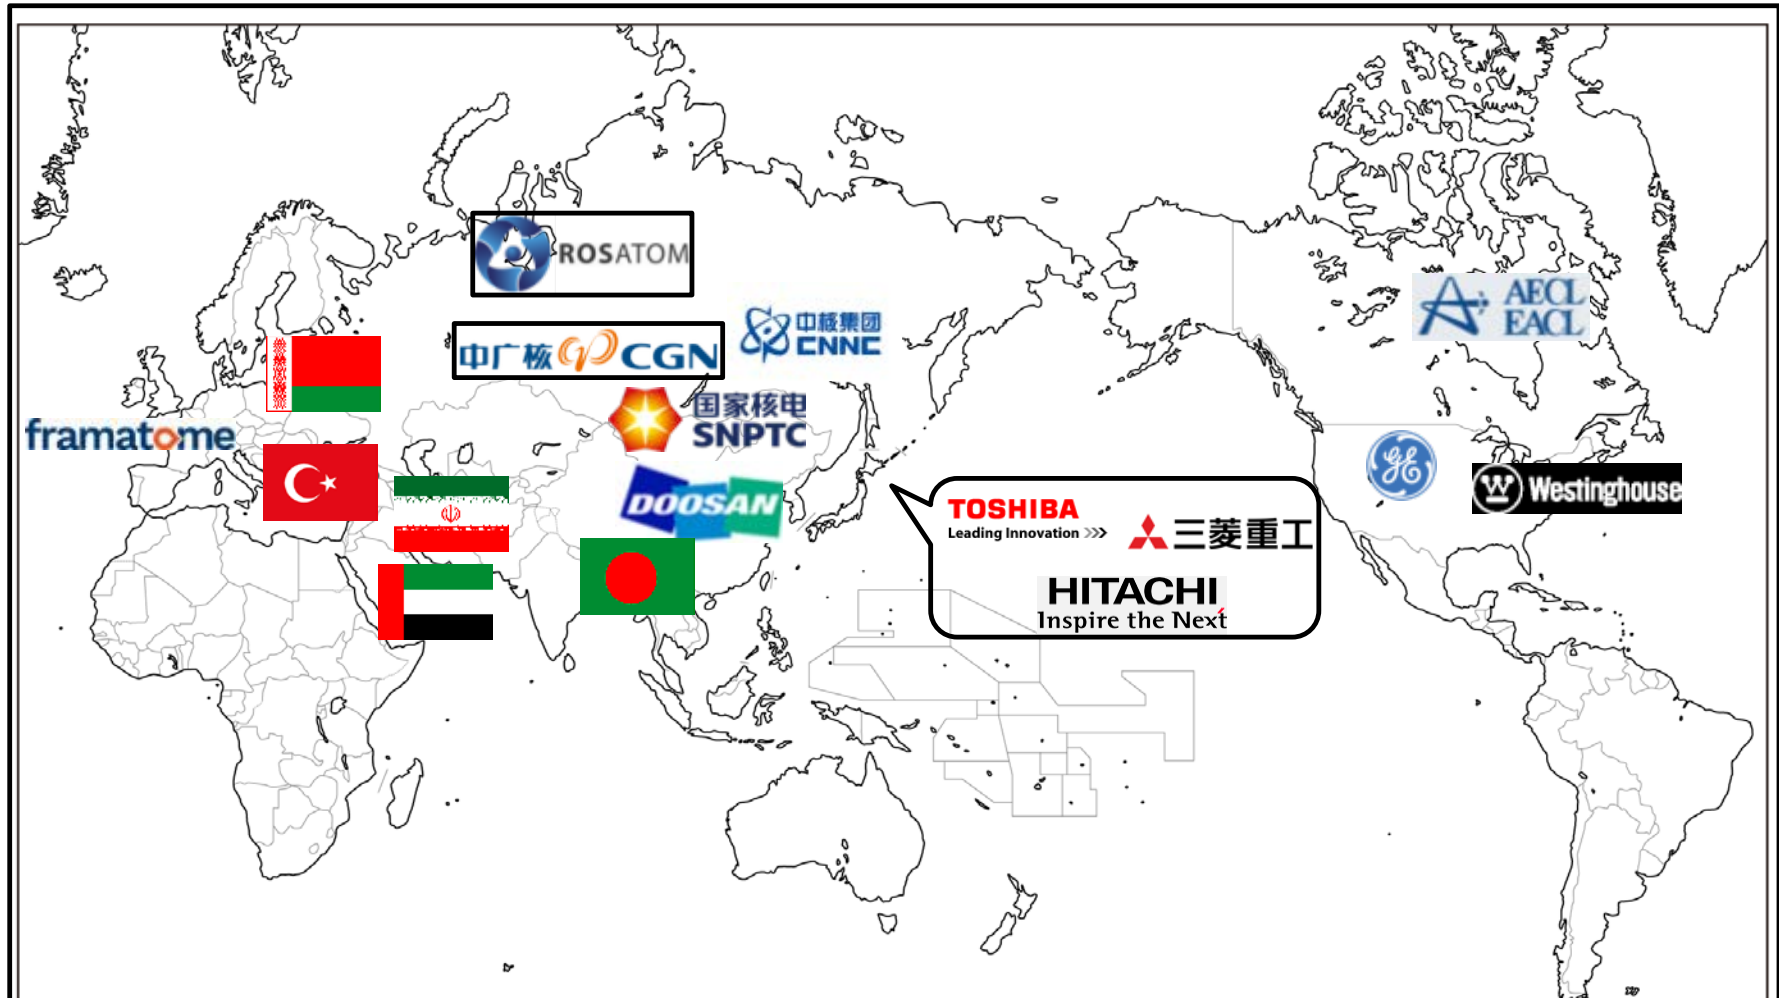 ROSATOM
中核集团
CNNC
中广核 CGN
AECL
EACL
国家核电
SNPTC
framatome
GE
Westinghouse
DOOSAN
TOSHIBA
Leading Innovation >>>
三菱重工
HITACHI
Inspire the Next